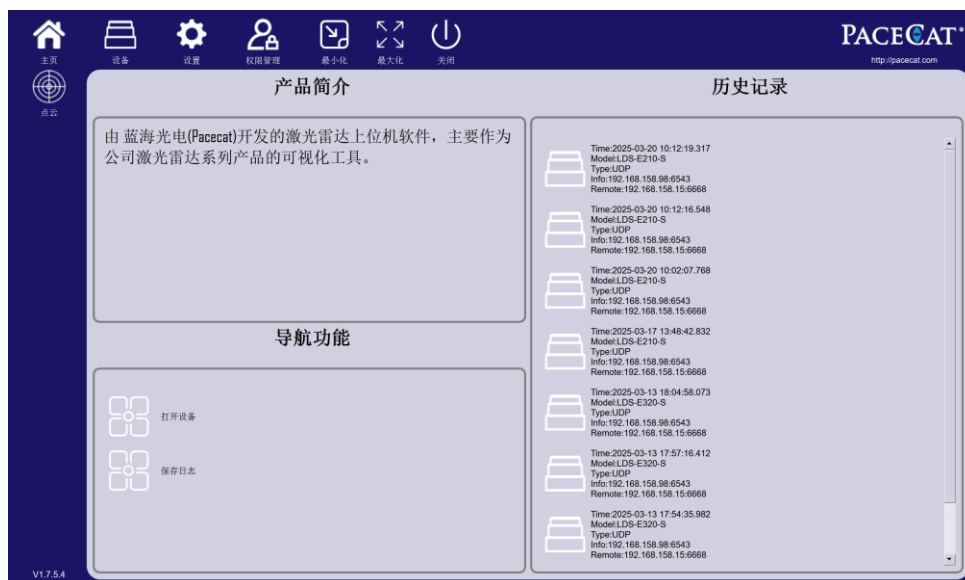 主页
设备
设置
权限管理
最小化
最大化
关闭
PACECAT
http://pacecat.com
点云
产品简介
由 蓝海光电(Pacecat)开发的激光雷达上位机软件，主要作为
公司激光雷达系列产品的可视化工具。
导航功能
打开设备
保存日志
历史记录
Time:2025-03-20 10:12:19.317
Model:LDS-E210-S
Type:UDP
Info:192.168.158.98:6543
Remote:192.168.158.15:6668
Time:2025-03-20 10:12:16.548
Model:LDS-E210-S
Type:UDP
Info:192.168.158.98:6543
Remote:192.168.158.15:6668
Time:2025-03-20 10:02:07.768
Model:LDS-E210-S
Type:UDP
Info:192.168.158.98:6543
Remote:192.168.158.15:6668
Time:2025-03-17 13:48:42.832
Model:LDS-E210-S
Type:UDP
Info:192.168.158.98:6543
Remote:192.168.158.15:6668
Time:2025-03-13 18:04:58.073
Model:LDS-E320-S
Type:UDP
Info:192.168.158.98:6543
Remote:192.168.158.15:6668
Time:2025-03-13 17:57:16.412
Model:LDS-E320-S
Type:UDP
Info:192.168.158.98:6543
Remote:192.168.158.15:6668
Time:2025-03-13 17:54:35.982
Model:LDS-E320-S
Type:UDP
Info:192.168.158.98:6543
Remote:192.168.158.15:6668
V1.7.5.4